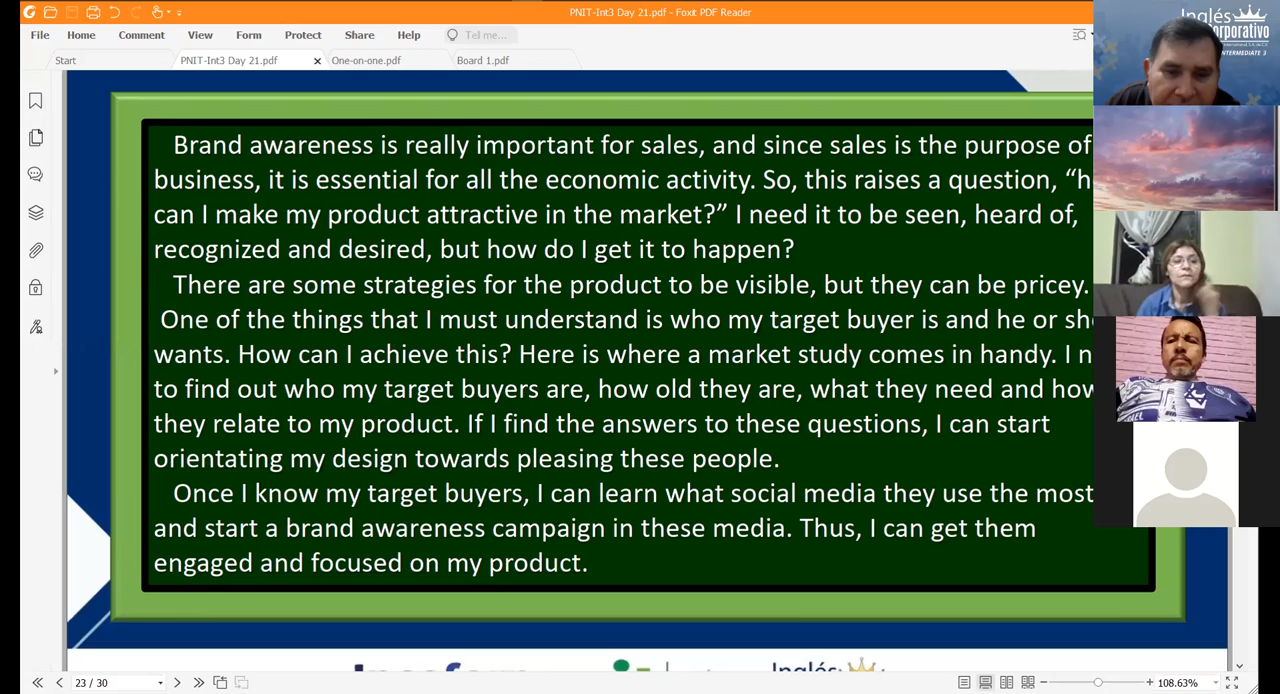 PNIT-Int3 Day 21.pdf - Foxit PDF Reader
File Home Comment View Form Protect Share Help Tell me...
Start PNIT-Int3 Day 21.pdf One-on-one.pdf Board 1.pdf
Inglés
Corporativo
INTERMEDIATE 3
Brand awareness is really important for sales, and since sales is the purpose of
business, it is essential for all the economic activity. So, this raises a question, “h
can I make my product attractive in the market?” I need it to be seen, heard of,
recognized and desired, but how do I get it to happen?
There are some strategies for the product to be visible, but they can be pricey.
One of the things that I must understand is who my target buyer is and he or sh
wants. How can I achieve this? Here is where a market study comes in handy. I n
to find out who my target buyers are, how old they are, what they need and how
they relate to my product. If I find the answers to these questions, I can start
orientating my design towards pleasing these people.
Once I know my target buyers, I can learn what social media they use the most
and start a brand awareness campaign in these media. Thus, I can get them
engaged and focused on my product.
Inglés
23 / 30
108.63%